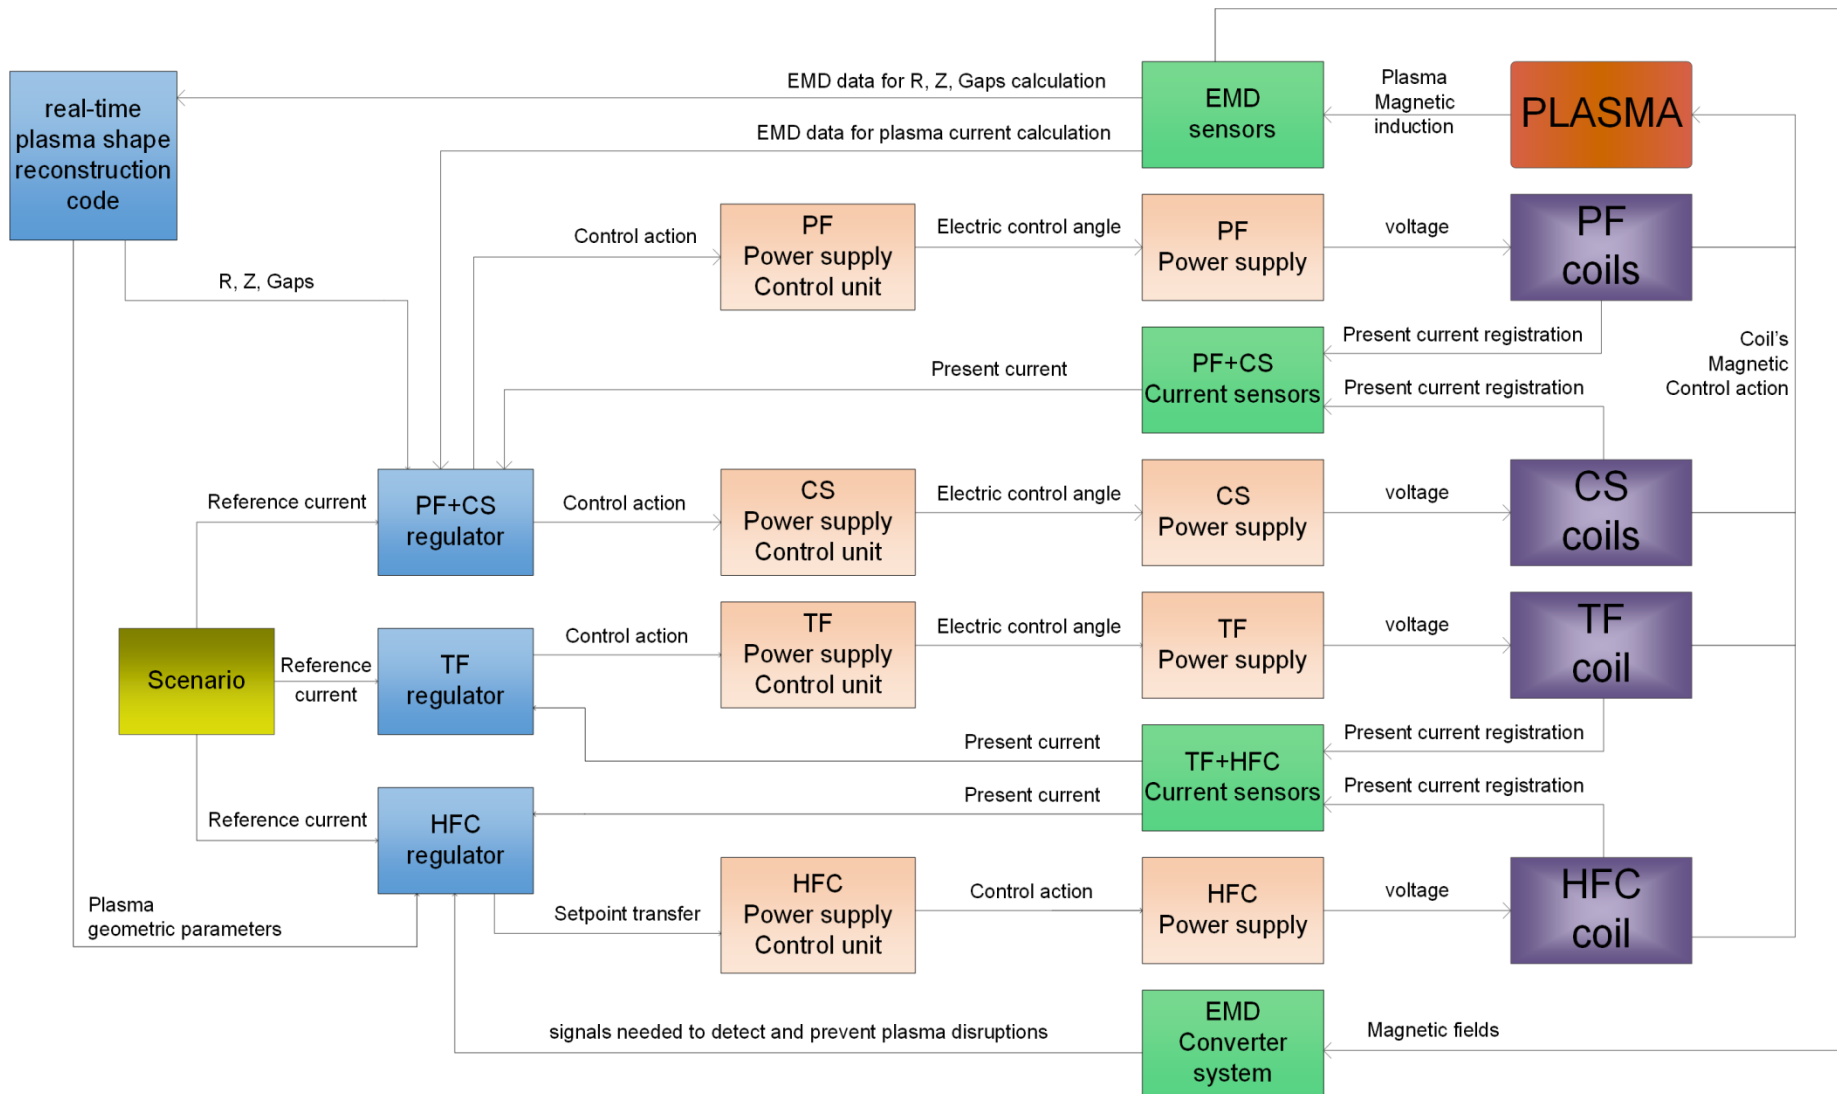 EMD data for R, Z, Gaps calculation
EMD data for plasma current calculation
real-time
plasma shape
reconstruction
code
EMD
sensors
Plasma
Magnetic
induction
PLASMA
R, Z, Gaps
Control action
PF
Power supply
Control unit
Electric control angle
PF
Power supply
voltage
PF
coils
Present current registration
Present current
PF+CS
Current sensors
Present current registration
Coil's
Magnetic
Control action
Reference current
PF+CS
regulator
Control action
CS
Power supply
Control unit
Electric control angle
CS
Power supply
voltage
CS
coils
Scenario
Reference
current
TF
regulator
Control action
TF
Power supply
Control unit
Electric control angle
TF
Power supply
voltage
TF
coil
Present current
TF+HFC
Current sensors
Present current registration
Present current
Present current registration
Reference current
HFC
regulator
Plasma
geometric parameters
Setpoint transfer
HFC
Power supply
Control unit
Control action
HFC
Power supply
voltage
HFC
coil
signals needed to detect and prevent plasma disruptions
EMD
Converter
system
Magnetic fields